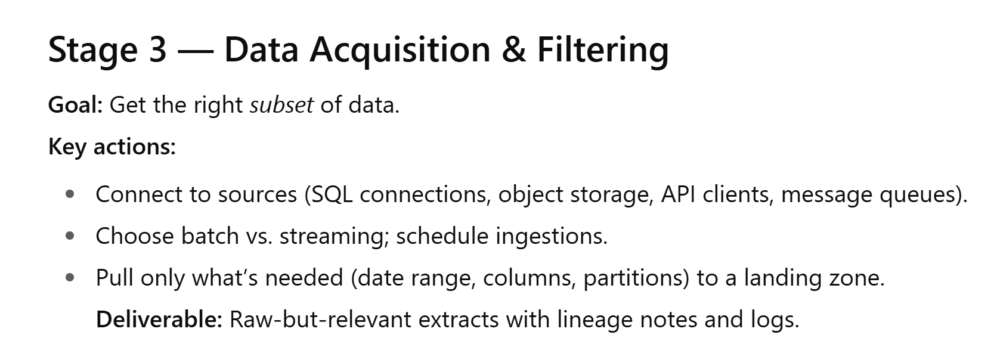 Stage 3 — Data Acquisition & Filtering
Goal: Get the right subset of data.
Key actions:
• Connect to sources (SQL connections, object storage, API clients, message queues).
• Choose batch vs. streaming; schedule ingestions.
• Pull only what’s needed (date range, columns, partitions) to a landing zone.
Deliverable: Raw-but-relevant extracts with lineage notes and logs.